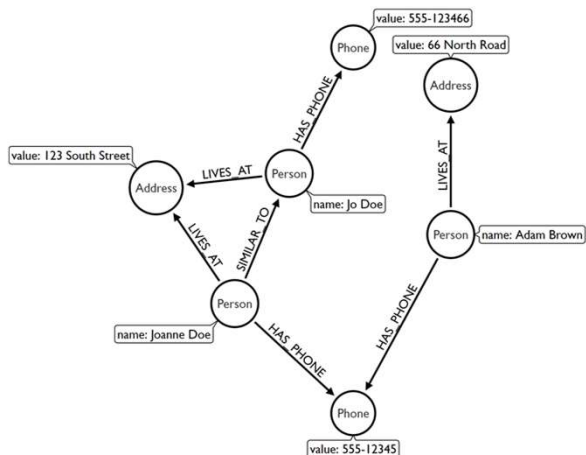 value: 555-123466
Phone
value: 66 North Road
Address
HAS_PHONE
value: 123 South Street
Address
LIVES_AT
Person
name: Jo Doe
LIVES_AT
LIVES_AT
SIMILAR_TO
Person
name: Adam Brown
Person
name: Joanne Doe
HAS_PHONE
HAS_PHONE
Phone
value: 555-12345